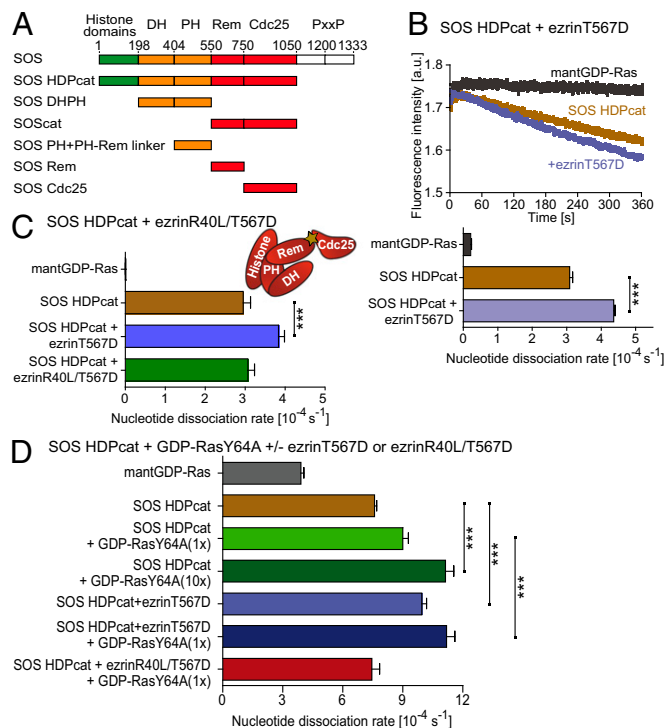 A
Histone domains DH PH Rem Cdc25 PxxP
1 198 404 550 750 1050 1200 1333
SOS
SOS HDPcat
SOS DHPH
SOScat
SOS PH+PH-Rem linker
SOS Rem
SOS Cdc25
B
SOS HDPcat + ezrinT567D
Fluorescence intensity [a.u.]
1.7
1.6
1.5
mantGDP-Ras
SOS HDPcat
+ezrinT567D
0 60 120 180 240 300 360
Time [s]
mantGDP-Ras
SOS HDPcat
SOS HDPcat +
ezrinT567D
***
0 1 2 3 4 5
Nucleotide dissociation rate [10-4 s-1]
C
SOS HDPcat + ezrinR40L/T567D
Histone
PH
Rem
DH
Cdc25
mantGDP-Ras
SOS HDPcat
SOS HDPcat +
ezrinT567D
SOS HDPcat +
ezrinR40L/T567D
***
0 1 2 3 4 5
Nucleotide dissociation rate [10-4 s-1]
D
SOS HDPcat + GDP-RasY64A +/- ezrinT567D or ezrinR40L/T567D
mantGDP-Ras
SOS HDPcat
SOS HDPcat
+ GDP-RasY64A(1x)
SOS HDPcat
+ GDP-RasY64A(10x)
SOS HDPcat+ezrinT567D
SOS HDPcat+ezrinT567D
+ GDP-RasY64A(1x)
SOS HDPcat + ezrinR40L/T567D
+ GDP-RasY64A(1x)
***
***
***
0 3 6 9 12
Nucleotide dissociation rate [10-4 s-1]